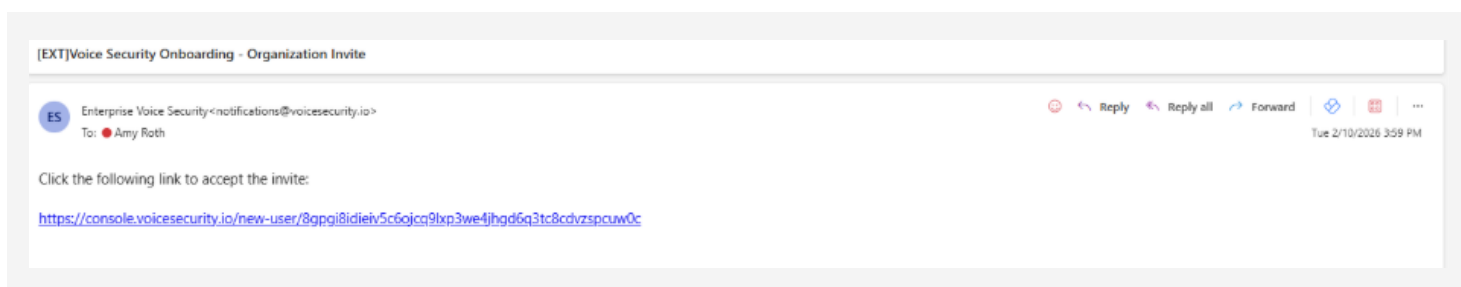 [EXT]Voice Security Onboarding - Organization Invite
ES
Enterprise Voice Security<notifications@voicesecurity.io>
Reply
Reply all
Forward
To: Amy Roth
Tue 2/10/2026 3:59 PM
Click the following link to accept the invite:
https://console.voicesecurity.io/new-user/8gpgi8idieiv5c6ojcq9lxp3we4jhgd6q3tc8cdvzspcuw0c